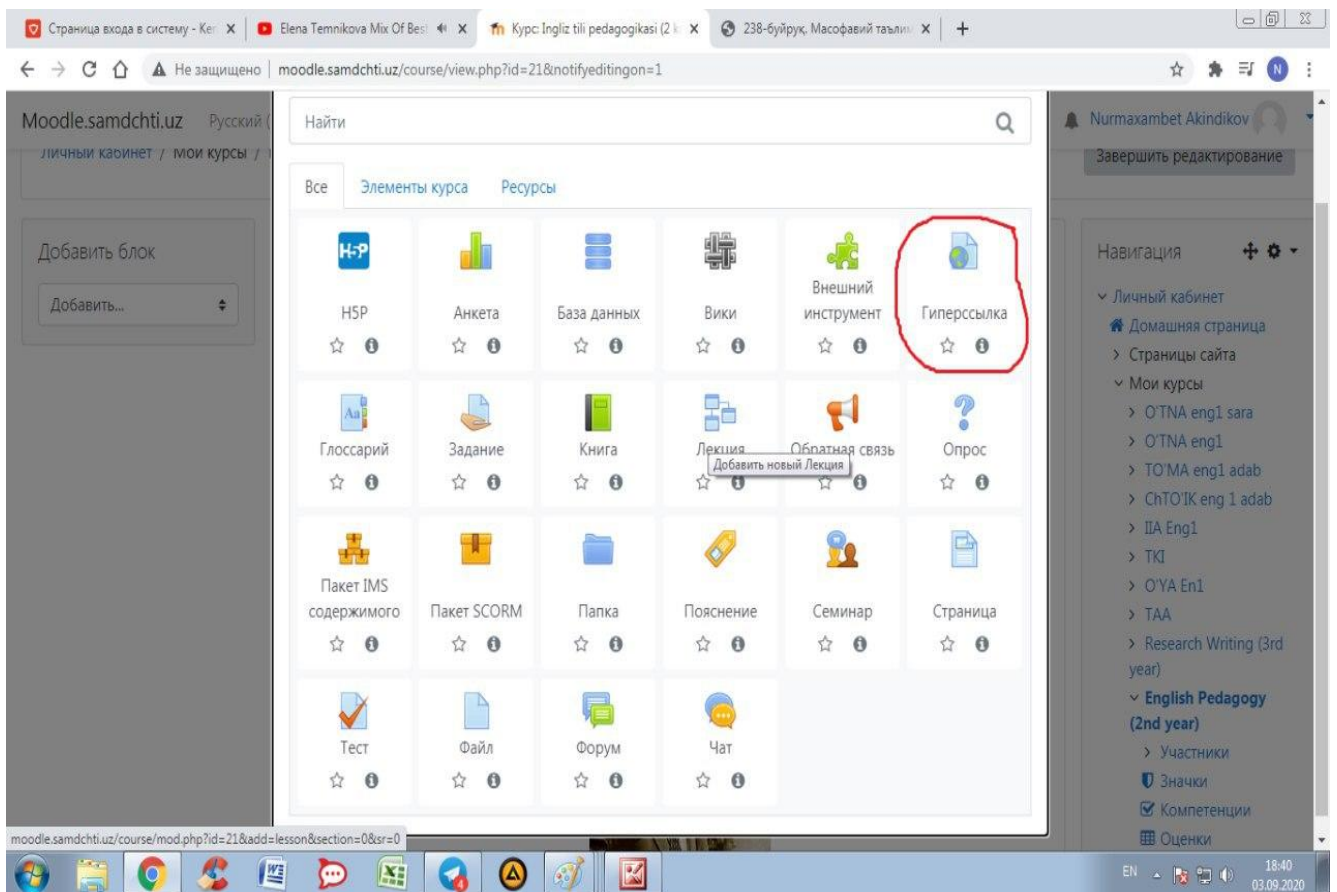 Страница входа в систему - Ker
Elena Temnikova Mix Of Best
Курс: Ingliz tili pedagogikasi (2 k
238-буйруқ. Масофавий таълим
Не защищено | moodle.samdchti.uz/course/view.php?id=21&notifyeditingon=1
N
Moodle.samdchti.uz Русский (
Nurmaxambet Akindikov
Личный кабинет / Мои курсы /
Завершить редактирование
Найти
Все Элементы курса Ресурсы
Добавить блок
Добавить...
H5P
H5P
Анкета
База данных
Вики
Внешний
инструмент
Гиперссылка
Aa
Глоссарий
Задание
Книга
Лекция
Обратная связь
Опрос
Добавить новый Лекция
Пакет IMS
содержимого
Пакет SCORM
Папка
Пояснение
Семинар
Страница
Тест
Файл
Форум
Чат
Навигация
Личный кабинет
Домашняя страница
Страницы сайта
Мои курсы
O'TNA eng1 sara
O'TNA eng1
TO'MA eng1 adab
ChTO'IK eng 1 adab
IIA Eng1
TKI
O'YA En1
TAA
Research Writing (3rd
year)
English Pedagogy
(2nd year)
Участники
Значки
Компетенции
Оценки
moodle.samdchti.uz/course/mod.php?id=21&add=lesson&section=0&sr=0
EN
18:40
03.09.2020